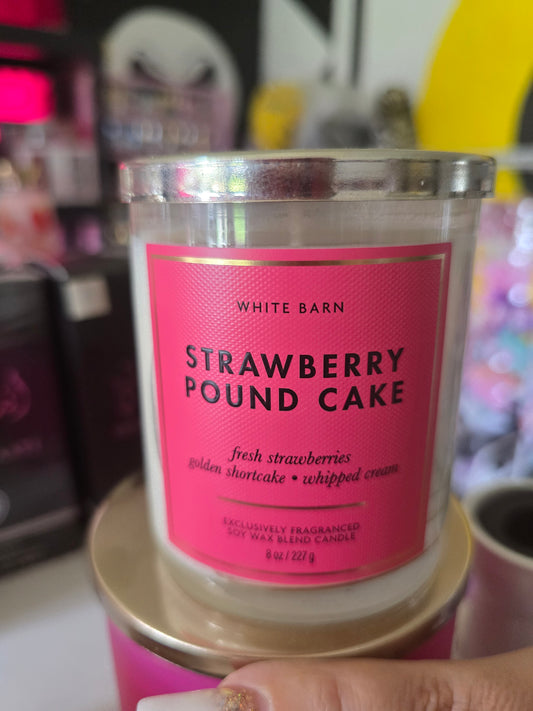 WHITE BARN
STRAWBERRY
POUND CAKE
fresh strawberries
golden shortcake • whipped cream
EXCLUSIVELY FRAGRANCED
SOY WAX BLEND CANDLE
8 oz / 227 g